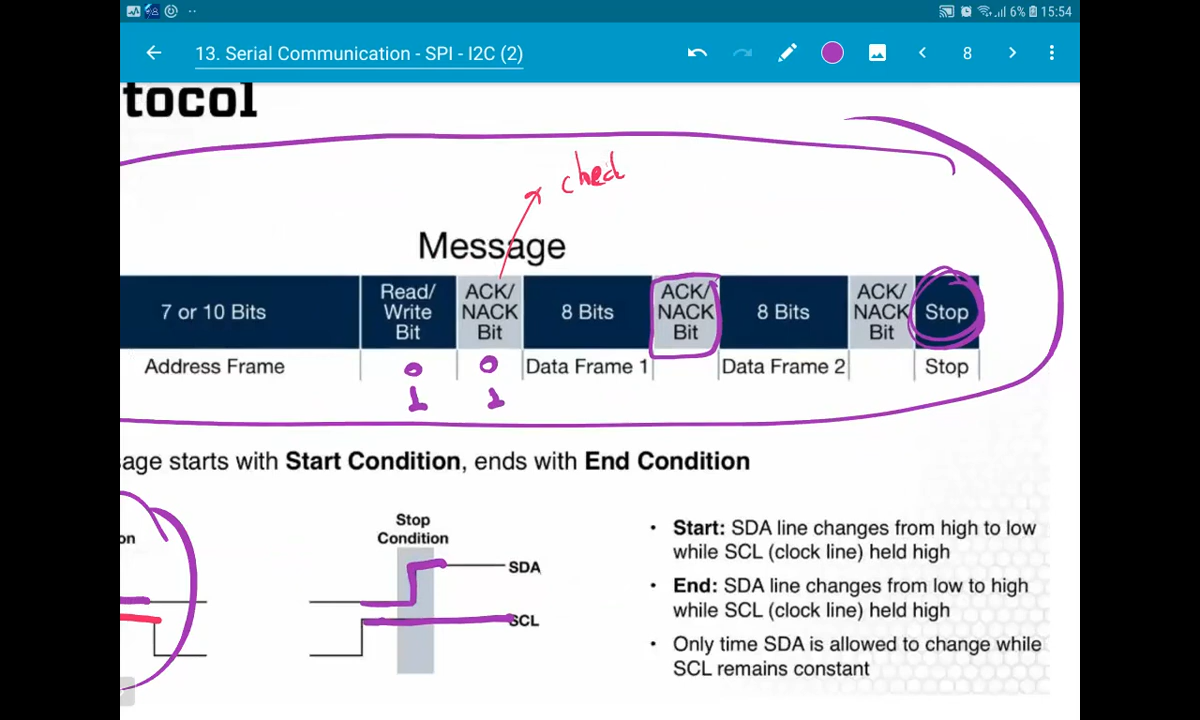 6% 15:54
13. Serial Communication - SPI - I2C (2)
8
tocol
Message
7 or 10 Bits
Read/
Write
Bit
ACK/
NACK
Bit
8 Bits
ACK/
NACK
Bit
8 Bits
ACK/
NACK
Bit
Stop
Address Frame
0
1
0
1
Data Frame 1
Data Frame 2
Stop
sage starts with Start Condition, ends with End Condition
on
Stop
Condition
SDA
SCL
• Start: SDA line changes from high to low
while SCL (clock line) held high
• End: SDA line changes from low to high
while SCL (clock line) held high
• Only time SDA is allowed to change while
SCL remains constant